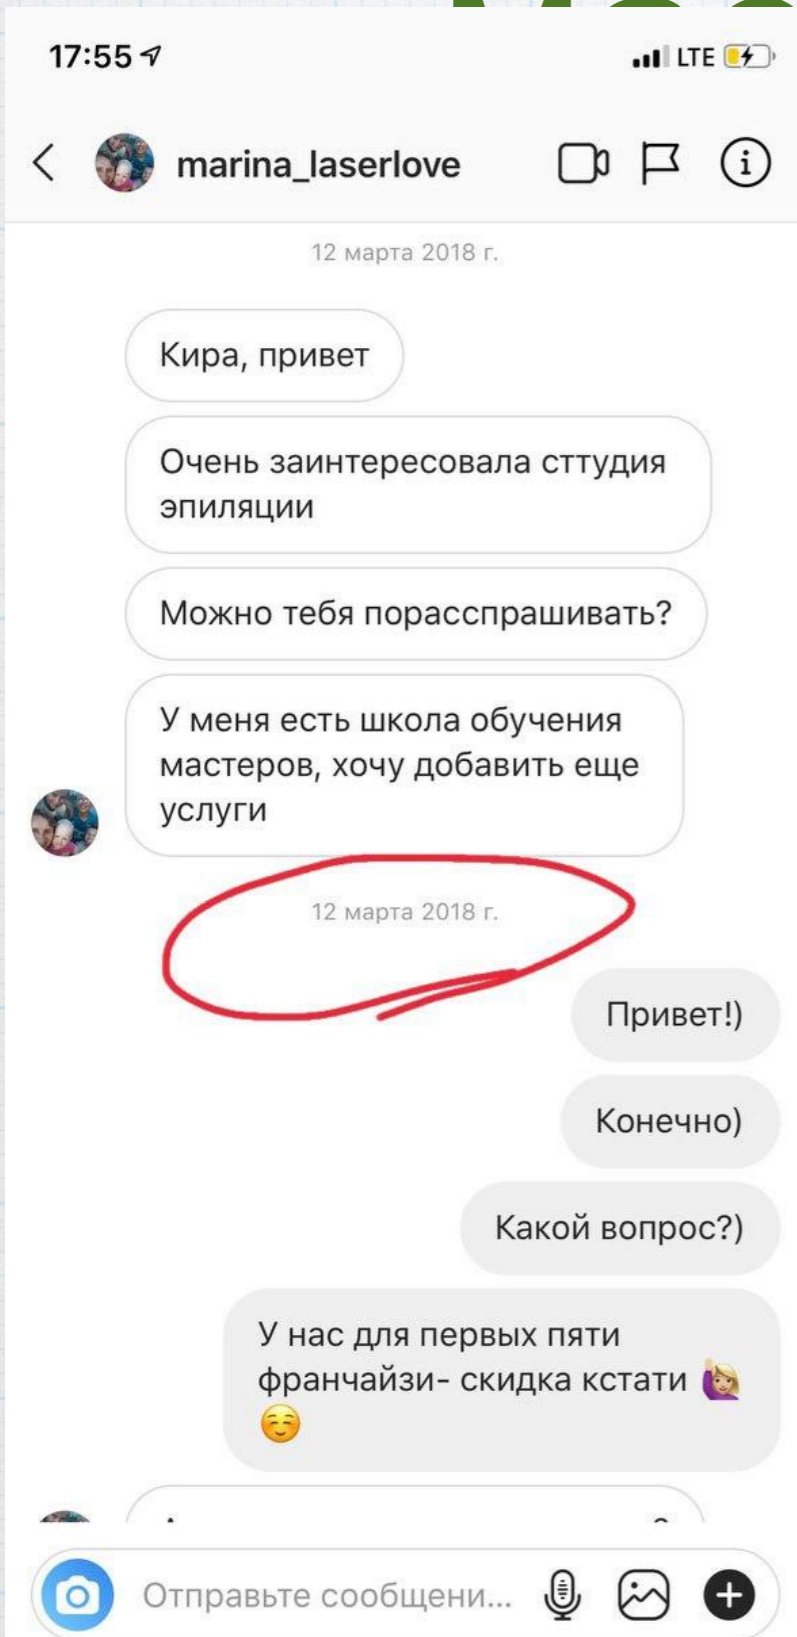 17:55
LTE
marina_laserlove
12 марта 2018 г.
Кира, привет
Очень заинтересовала сттудия
эпиляции
Можно тебя порасспрашивать?
У меня есть школа обучения
мастеров, хочу добавить еще
услуги
12 марта 2018 г.
Привет!)
Конечно)
Какой вопрос?)
У нас для первых пяти
франчайзи- скидка кстати 🙋🏼‍♀️
☺️
Отправьте сообщени...